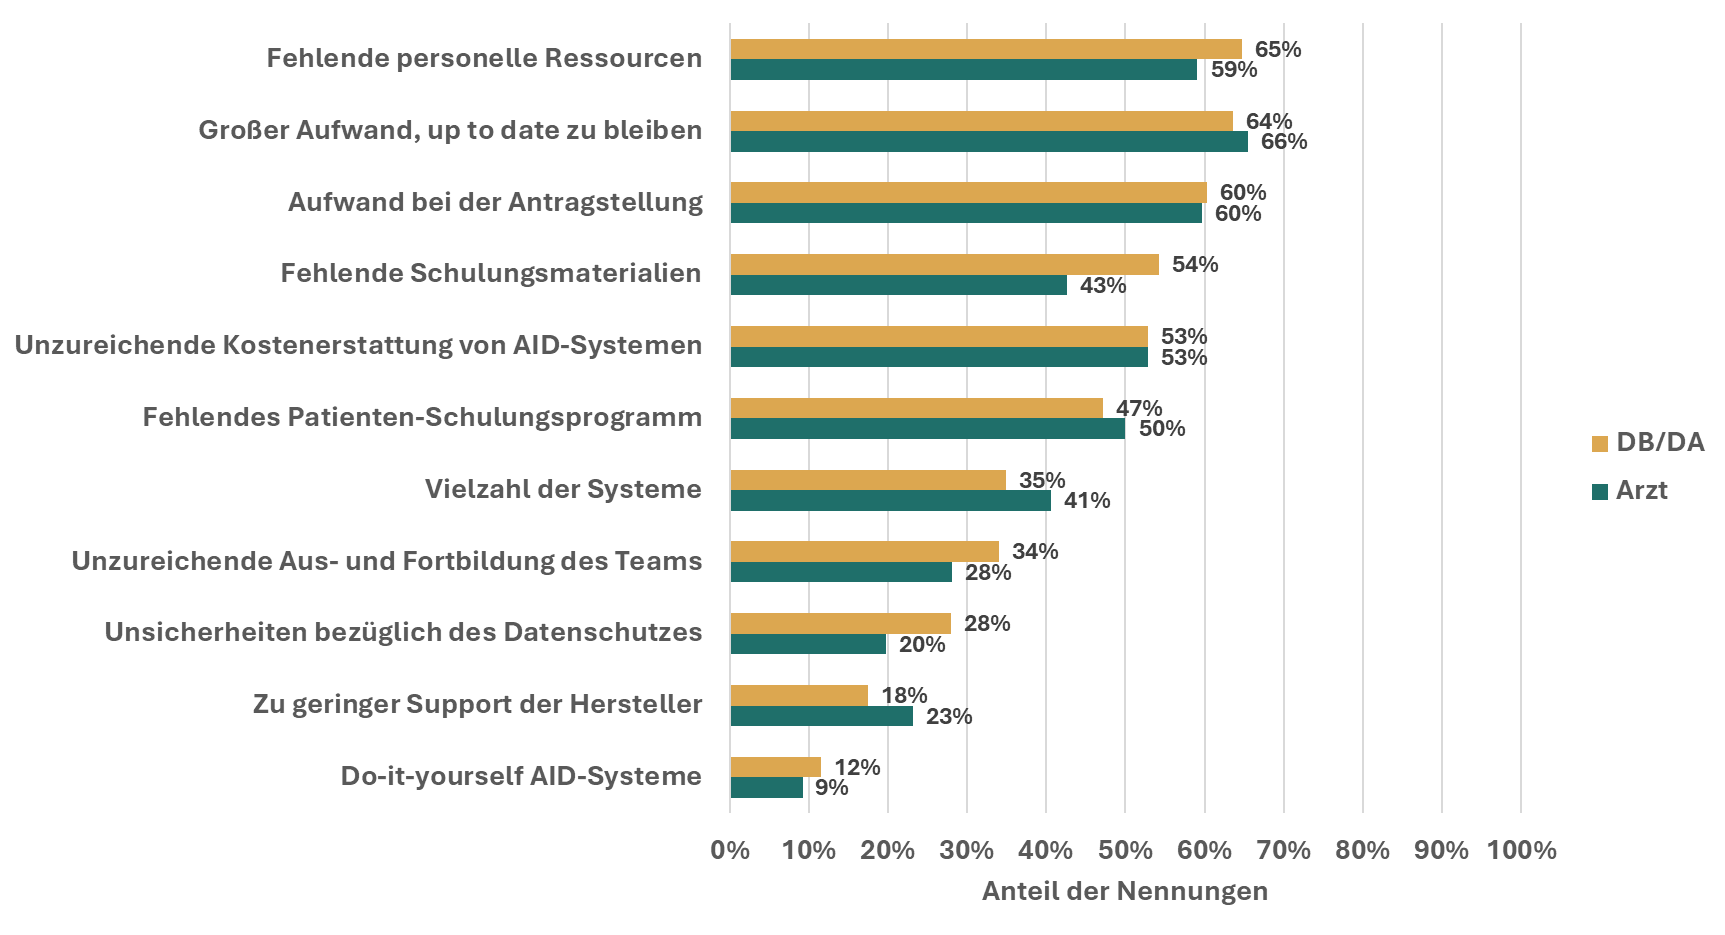 Fehlende personelle Ressourcen
65%
59%
Großer Aufwand, up to date zu bleiben
64%
66%
Aufwand bei der Antragstellung
60%
60%
Fehlende Schulungsmaterialien
54%
43%
Unzureichende Kostenerstattung von AID-Systemen
53%
53%
Fehlendes Patienten-Schulungsprogramm
47%
50%
Vielzahl der Systeme
35%
41%
Unzureichende Aus- und Fortbildung des Teams
34%
28%
Unsicherheiten bezüglich des Datenschutzes
28%
20%
Zu geringer Support der Hersteller
18%
23%
Do-it-yourself AID-Systeme
12%
9%
0% 10% 20% 30% 40% 50% 60% 70% 80% 90% 100%
Anteil der Nennungen
DB/DA
Arzt